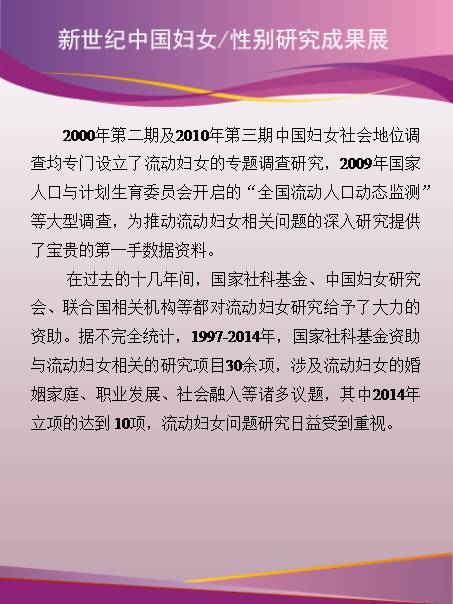 新世纪中国妇女/性别研究成果展
2000年第二期及2010年第三期中国妇女社会地位调
查均专门设立了流动妇女的专题调查研究，2009年国家
人口与计划生育委员会开启的“全国流动人口动态监测”
等大型调查，为推动流动妇女相关问题的深入研究提供
了宝贵的第一手数据资料。
在过去的十几年间，国家社科基金、中国妇女研究
会、联合国相关机构等都对流动妇女研究给予了大力的
资助。据不完全统计，1997-2014年，国家社科基金资助
与流动妇女相关的研究项目30余项，涉及流动妇女的婚
姻家庭、职业发展、社会融入等诸多议题，其中2014年
立项的达到 10项，流动妇女问题研究日益受到重视。